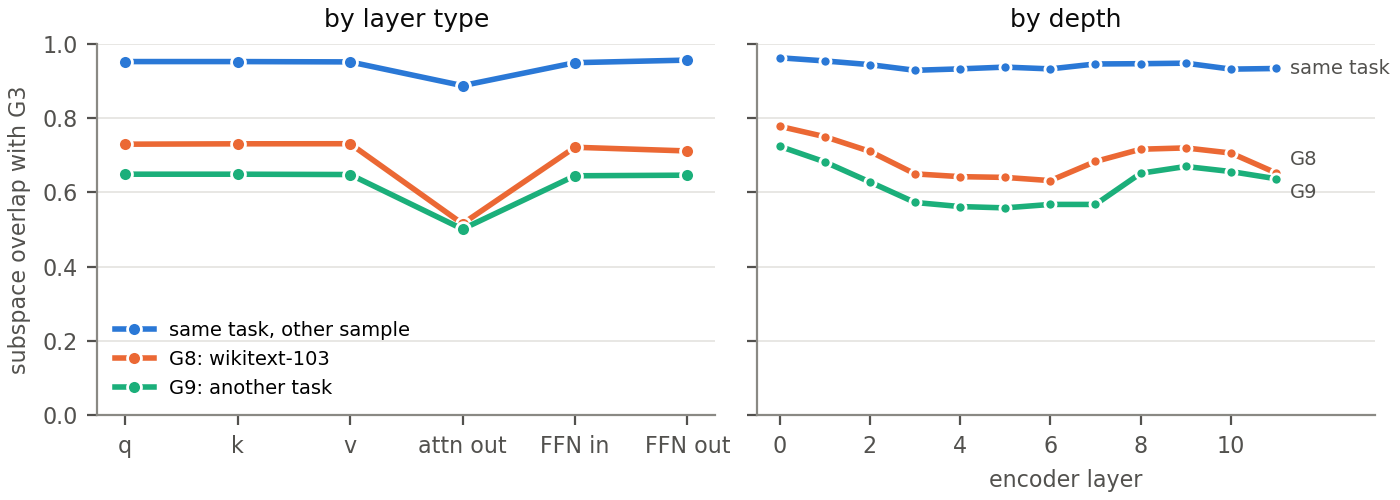 by layer type
subspace overlap with G3
1.0
0.8
0.6
0.4
0.2
0.0
same task, other sample
G8: wikitext-103
G9: another task
q k v attn out FFN in FFN out
by depth
same task
G8
G9
0 2 4 6 8 10
encoder layer